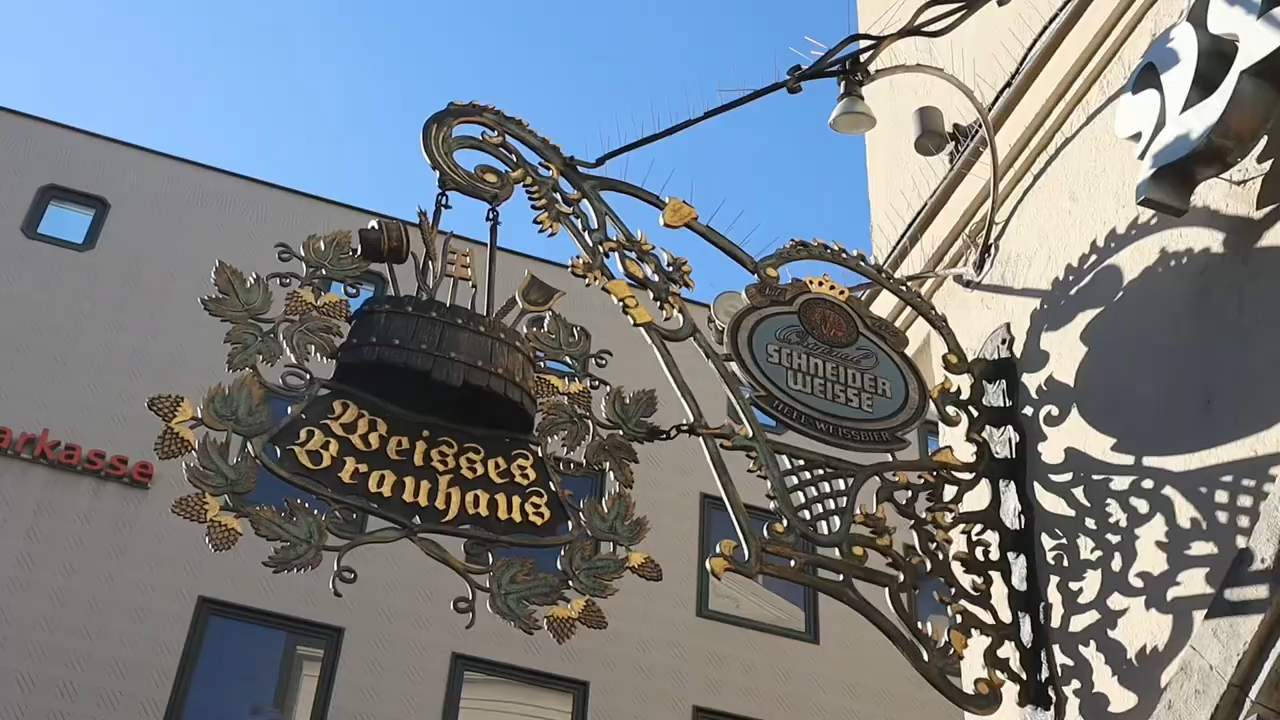 arkasse
Weisses
Brauhaus
Original
SCHNEIDER
WEISSE
HEFE-WEISSBIER